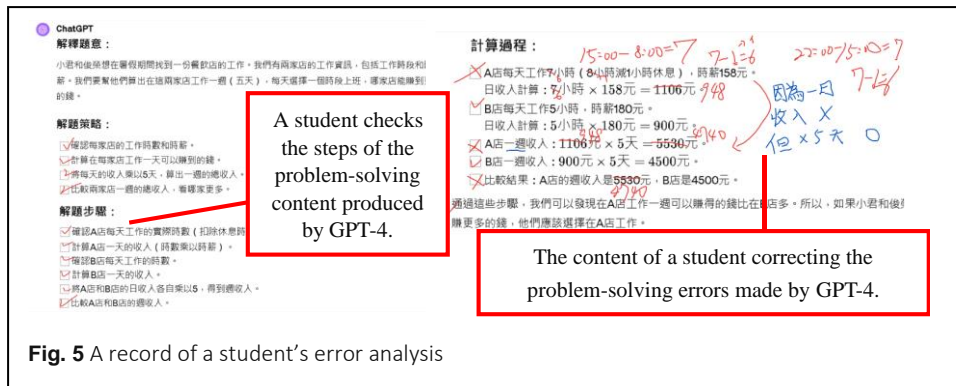 ChatGPT
解釋題意：
小君和俊榮想在暑假期間找到一份餐飲店的工作。我們有兩家店的工作資訊，包括工作時段和
薪。我們要幫他們算出在這兩家店工作一週（五天），每天選擇一個時段上班，哪家店能賺到
的錢。
解題策略：
確認每家店的工作時數和時薪。
計算在每家店工作一天可以賺到的錢。
將每天的收入乘以5天，算出一週的總收入。
比較兩家店一週的總收入，看哪家更多。
解題步驟：
確認A店每天工作的實際時數（扣除休息時
計算A店一天的收入（時數乘以時薪）。
確認B店每天工作的時數。
計算B店一天的收入。
將A店和B店的日收入各自乘以5，得到週收入。
比較A店和B店的週收入。
A student checks
the steps of the
problem-solving
content produced
by GPT-4.
計算過程：
15:00-8:00=7
7-1=6
22:00-15:00=7
7-1=6
A店每天工作7小時（8小時減1小時休息），時薪158元。
日收入計算：7小時 × 158元 = 1106元。
948
B店每天工作5小時，時薪180元。
日收入計算：5小時 × 180元 = 900元。
948
4740
A店一週收入：1106元 × 5天 = 5530元。
B店一週收入：900元 × 5天 = 4500元。
比較結果：A店的週收入是5530元，B店是4500元。
4740
因為一日
收入 X
但×5天 O
通過這些步驟，我們可以發現在A店工作一週可以賺得的錢比在B店多。所以，如果小君和俊
賺更多的錢，他們應該選擇在A店工作。
The content of a student correcting the
problem-solving errors made by GPT-4.
Fig. 5 A record of a student's error analysis